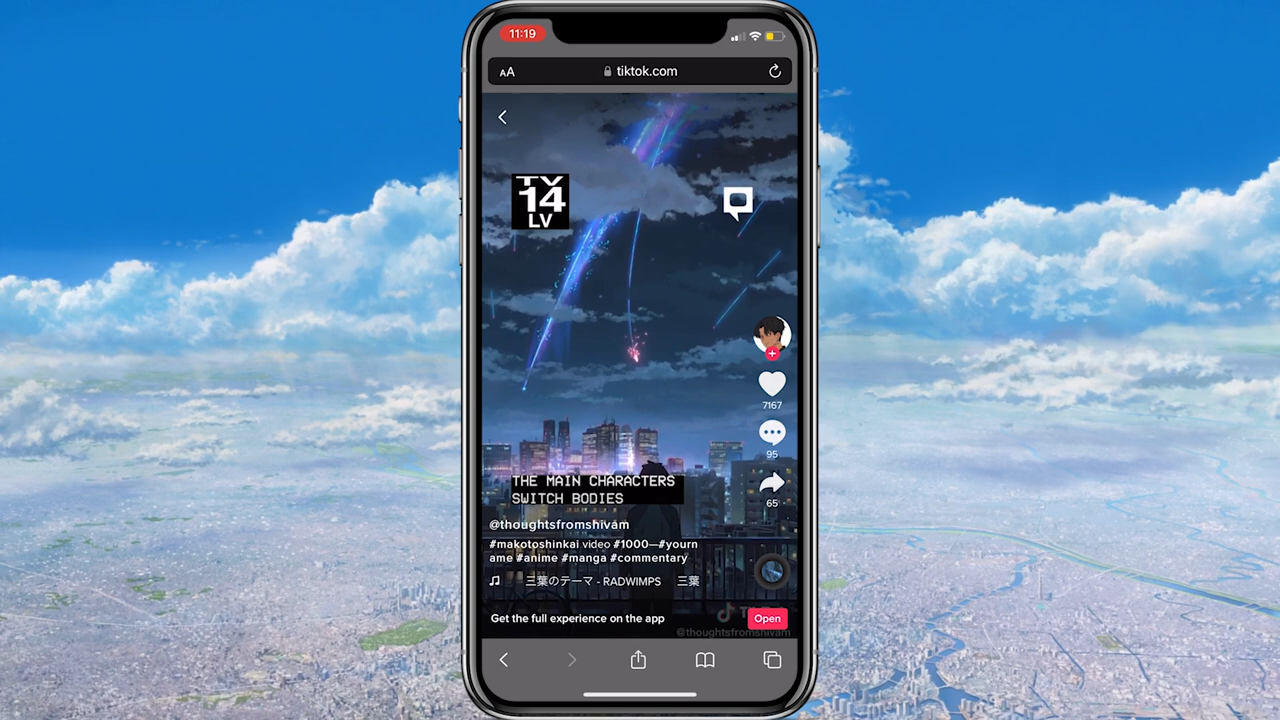 11:19
AA
tiktok.com
TV
14
LV
7167
95
65
THE MAIN CHARACTERS
SWITCH BODIES
@thoughtsfromshivam
#makotoshinkai video #1000—#yourn
ame #anime #manga #commentary
三葉のテーマ - RADWIMPS 三葉
Get the full experience on the app
Open
@thoughtsfromshivam